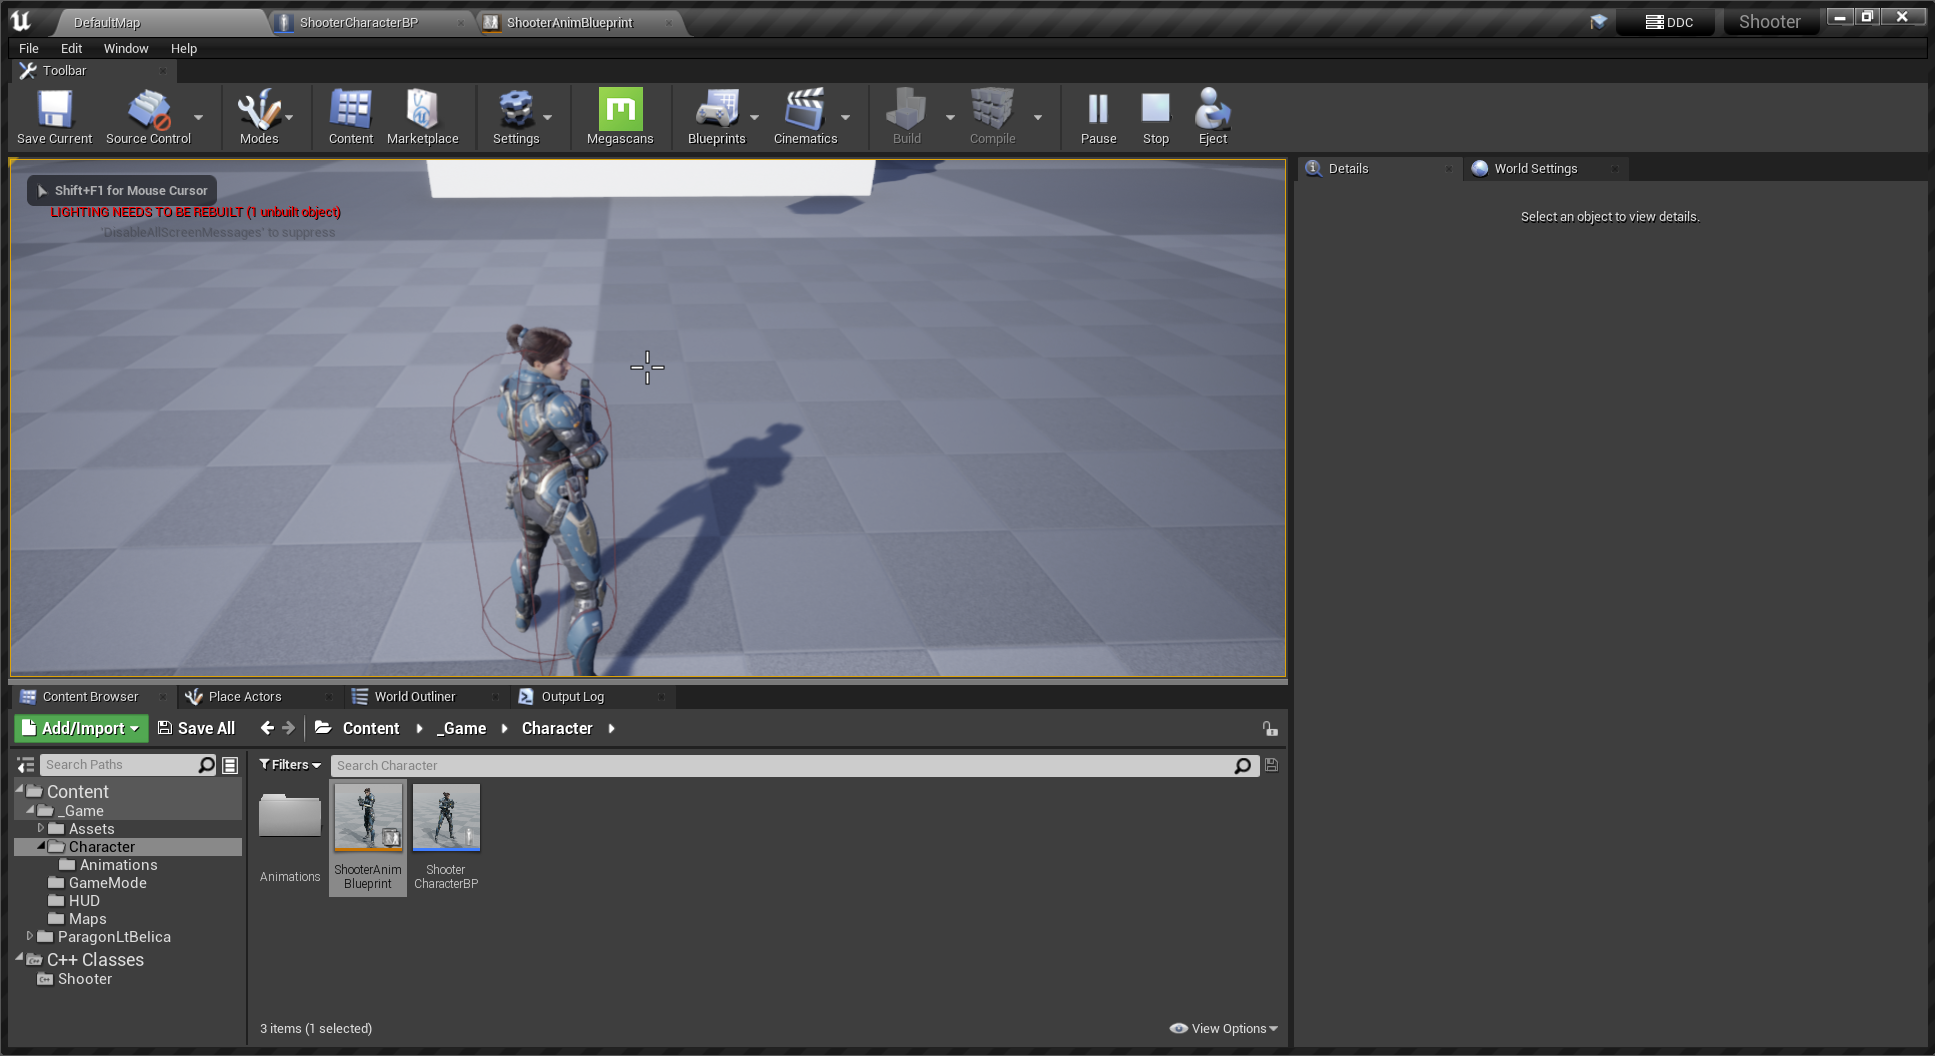 DefaultMap
ShooterCharacterBP
ShooterAnimBlueprint
DDC
Shooter
File
Edit
Window
Help
Toolbar
Save Current
Source Control
Modes
Content
Marketplace
Settings
Megascans
Blueprints
Cinematics
Build
Compile
Pause
Stop
Eject
Shift+F1 for Mouse Cursor
LIGHTING NEEDS TO BE REBUILT (1 unbuilt object)
'DisableAllScreenMessages' to suppress
Details
World Settings
Select an object to view details.
Content Browser
Place Actors
World Outliner
Output Log
Add/Import
Save All
Content
_Game
Character
Search Paths
Filters
Search Character
Content
_Game
Assets
Character
Animations
GameMode
HUD
Maps
ParagonLtBelica
C++ Classes
Shooter
Animations
ShooterAnim
Blueprint
Shooter
CharacterBP
3 items (1 selected)
View Options